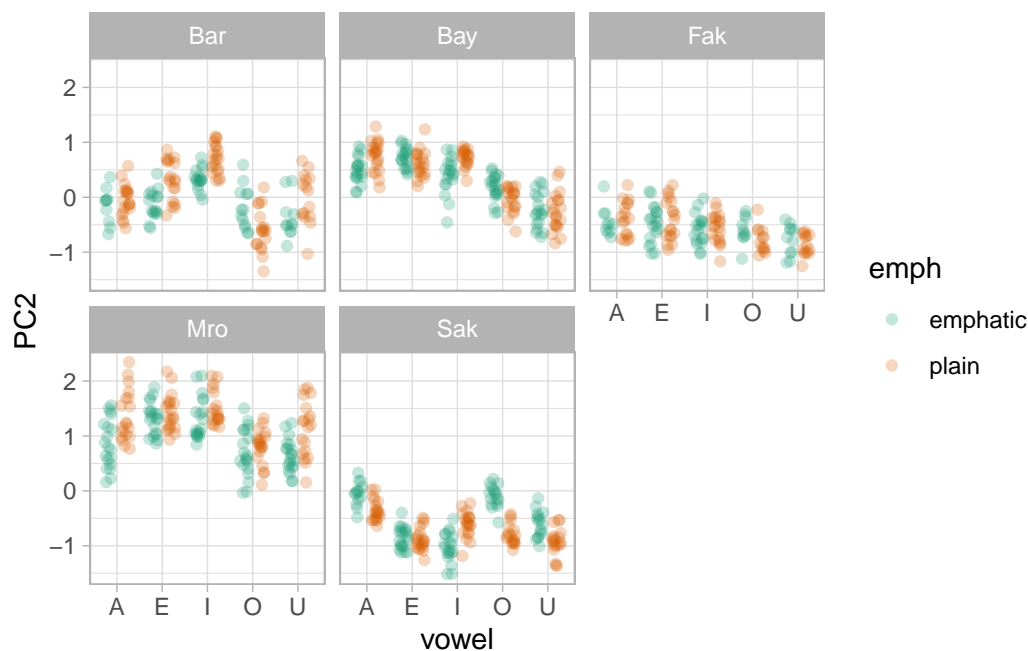 Bar Bay Fak
2
1
0
−1
A E I O U
Mro Sak
2
1
0
−1
A E I O U A E I O U
vowel
PC2
emph
emphatic
plain